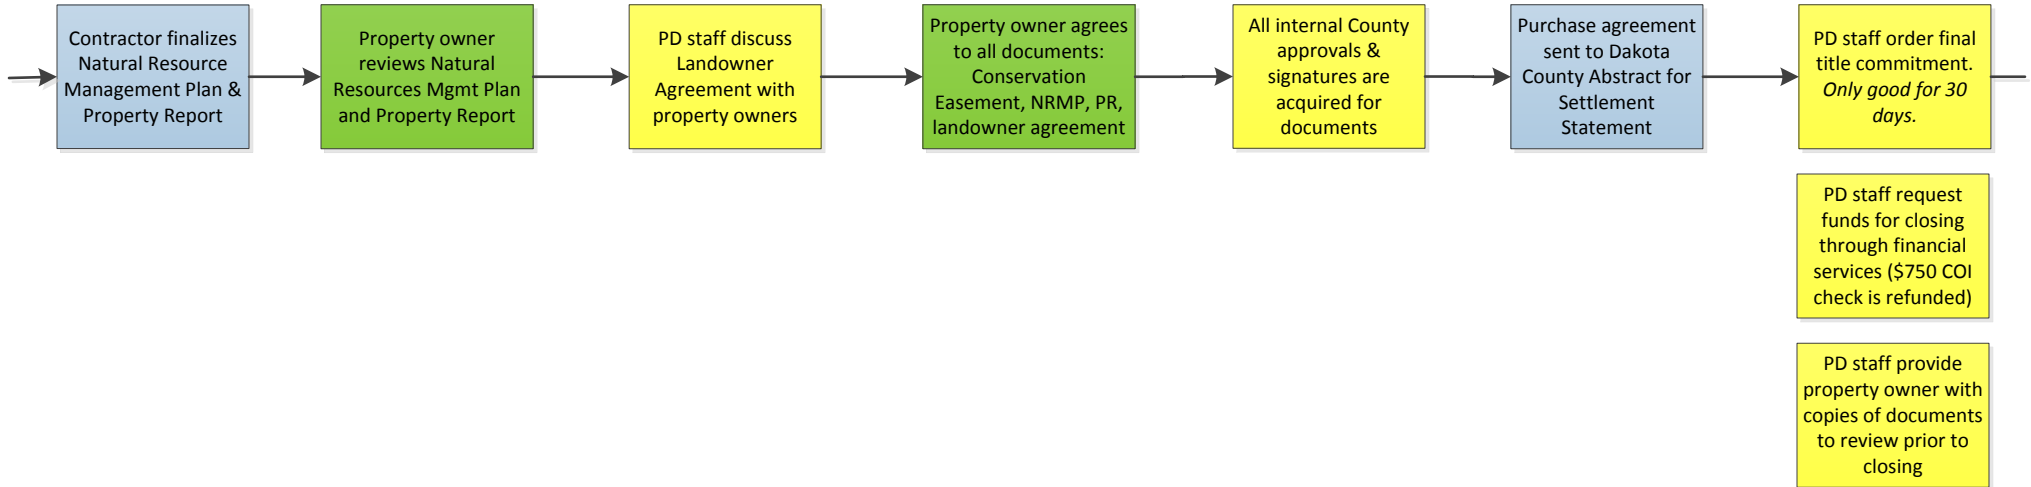 Contractor finalizes
Natural Resource
Management Plan &
Property Report
Property owner
reviews Natural
Resources Mgmt Plan
and Property Report
PD staff discuss
Landowner
Agreement with
property owners
Property owner agrees
to all documents:
Conservation
Easement, NRMP, PR,
landowner agreement
All internal County
approvals &
signatures are
acquired for
documents
Purchase agreement
sent to Dakota
County Abstract for
Settlement
Statement
PD staff order final
title commitment.
Only good for 30
days.
PD staff request
funds for closing
through financial
services ($750 COI
check is refunded)
PD staff provide
property owner with
copies of documents
to review prior to
closing